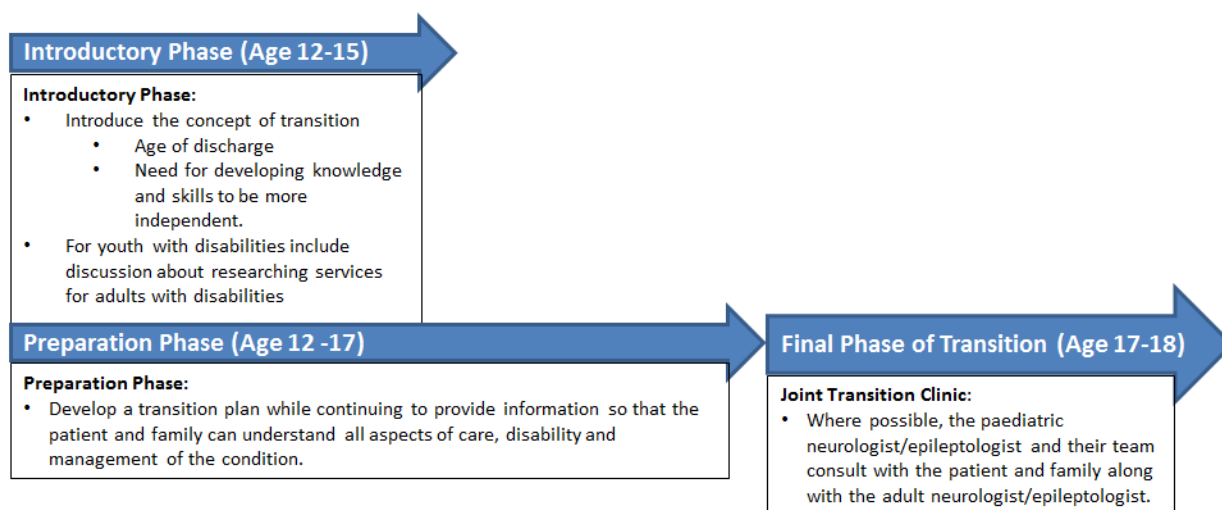 Introductory Phase (Age 12-15)
Introductory Phase:
• Introduce the concept of transition
• Age of discharge
• Need for developing knowledge
and skills to be more
independent.
• For youth with disabilities include
discussion about researching services
for adults with disabilities
Preparation Phase (Age 12 -17)
Preparation Phase:
• Develop a transition plan while continuing to provide information so that the
patient and family can understand all aspects of care, disability and
management of the condition.
Final Phase of Transition (Age 17-18)
Joint Transition Clinic:
• Where possible, the paediatric
neurologist/epileptologist and their team
consult with the patient and family along
with the adult neurologist/epileptologist.